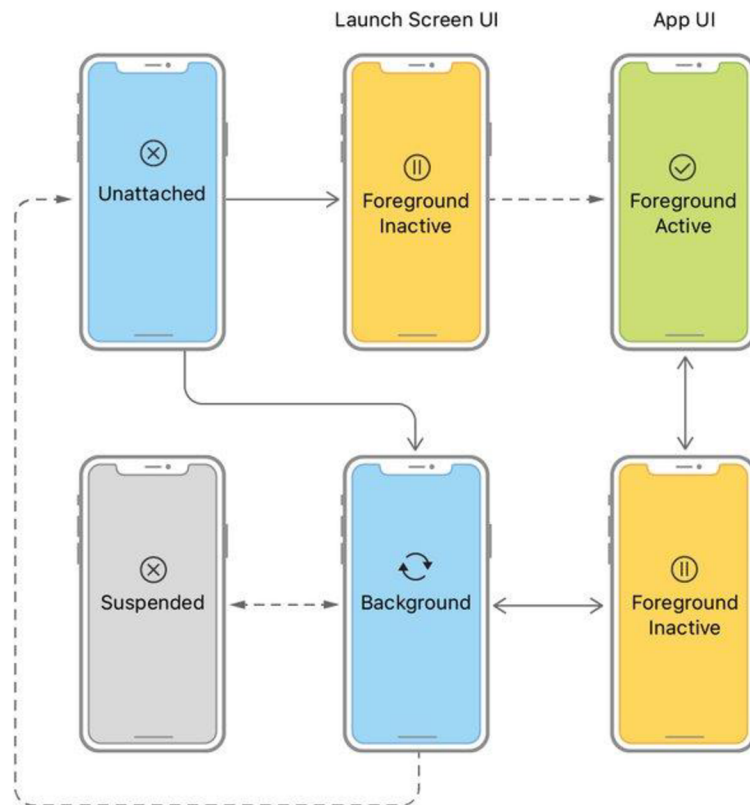 Launch Screen UI
App UI
Unattached
Foreground
Inactive
Foreground
Active
Suspended
Background
Foreground
Inactive